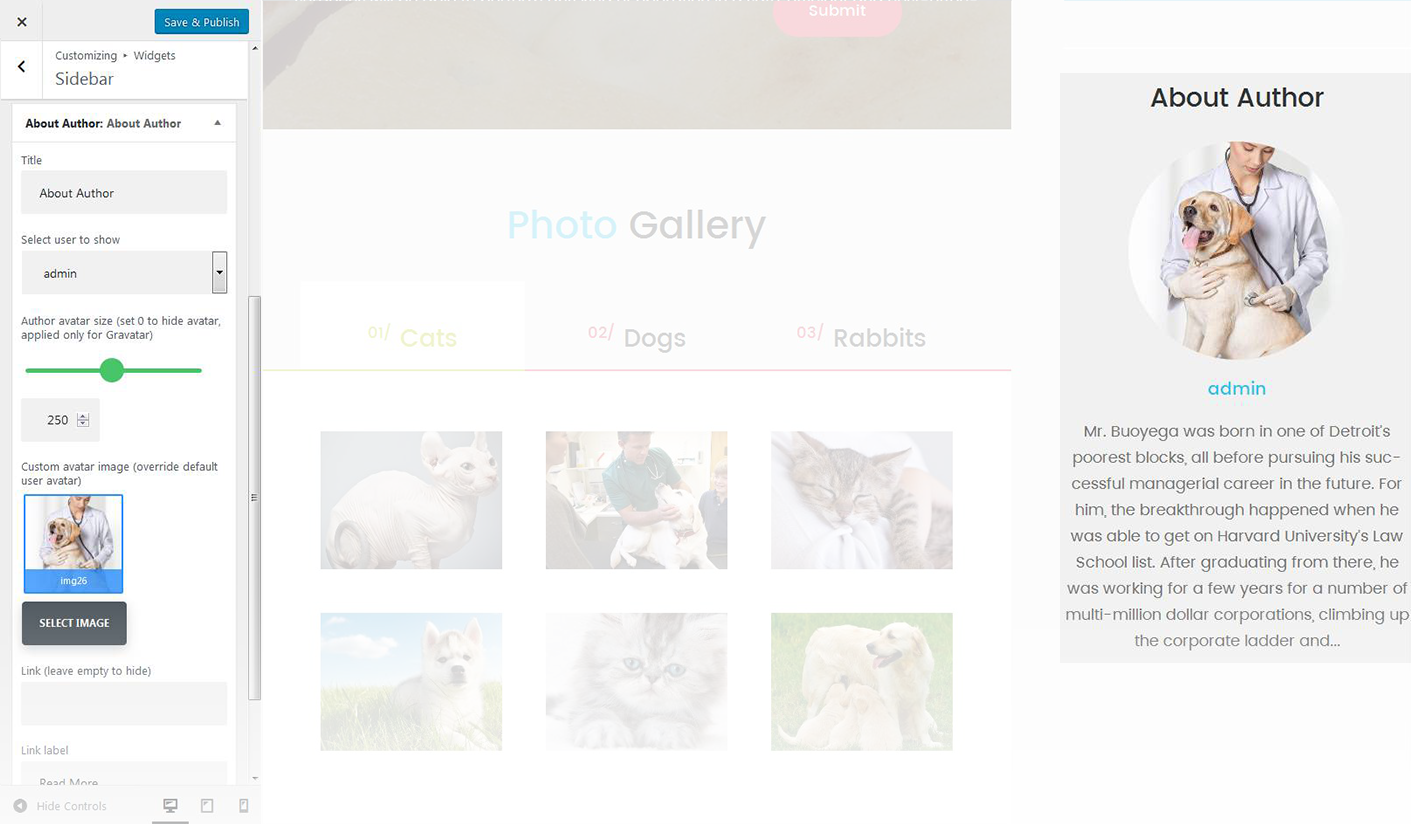 Save & Publish
Customizing ▸ Widgets
Sidebar
About Author: About Author
Title
About Author
Select user to show
admin
Author avatar size (set 0 to hide avatar,
applied only for Gravatar)
250
Custom avatar image (override default
user avatar)
img26
SELECT IMAGE
Link (leave empty to hide)
Link label
Read More
Hide Controls
Submit
Photo Gallery
01/ Cats
02/ Dogs
03/ Rabbits
About Author
admin
Mr. Buoyega was born in one of Detroit's
poorest blocks, all before pursuing his suc-
cessful managerial career in the future. For
him, the breakthrough happened when he
was able to get on Harvard University's Law
School list. After graduating from there, he
was working for a few years for a number of
multi-million dollar corporations, climbing up
the corporate ladder and...